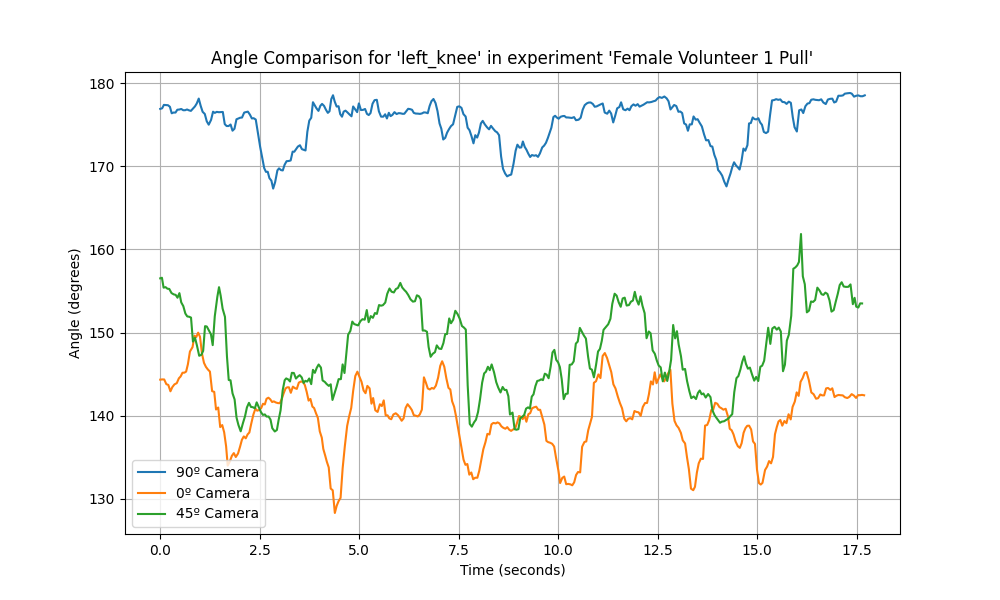 Angle Comparison for 'left_knee' in experiment 'Female Volunteer 1 Pull'
180
170
160
150
140
130
Angle (degrees)
90º Camera
0º Camera
45º Camera
0.0 2.5 5.0 7.5 10.0 12.5 15.0 17.5
Time (seconds)